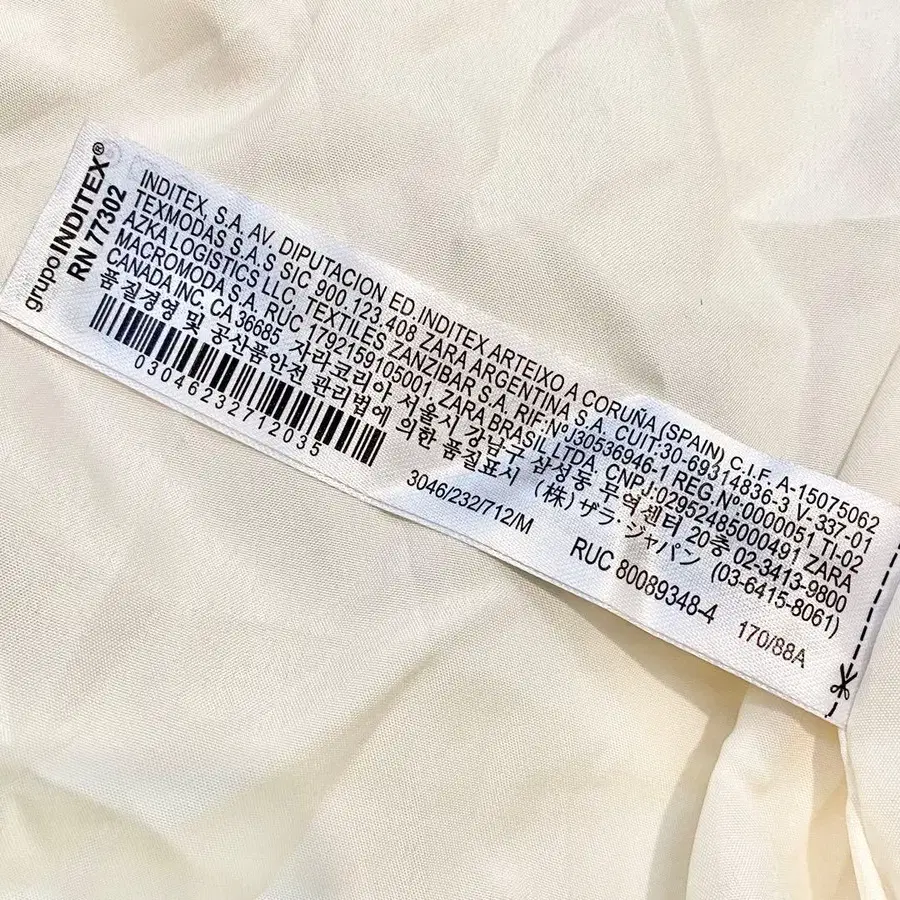 grupo INDITEX®
RN 77302
INDITEX, S.A. AV. DIPUTACION ED. INDITEX ARTEIXO A CORUÑA (SPAIN) C.I.F. A-15075062
TEXMODAS S.A.S S/C 900.123.408 ZARA ARGENTINA S.A. CUIT:30-69314836-3 V-337-01
AZKA LOGISTICS LLC, TEXTILES ZANZIBAR S.A. RIF:NºJ30536946-1 REG.Nº:0000051 TI-02
MACROMODA S.A. RUC 1792159105001, ZARA BRASIL LTDA. CNPJ:02952485000491 ZARA
CANADA INC. CA 36685 자라코리아 서울시 강남구 삼성동 무역센터 20층 02-3413-9800
품질경영 및 공산품안전 관리법에 의한 품질표시 (株)ザラ・ジャパン (03-6415-8061)
03046232712035
3046/232/712/M
RUC 80089348-4
170/88A